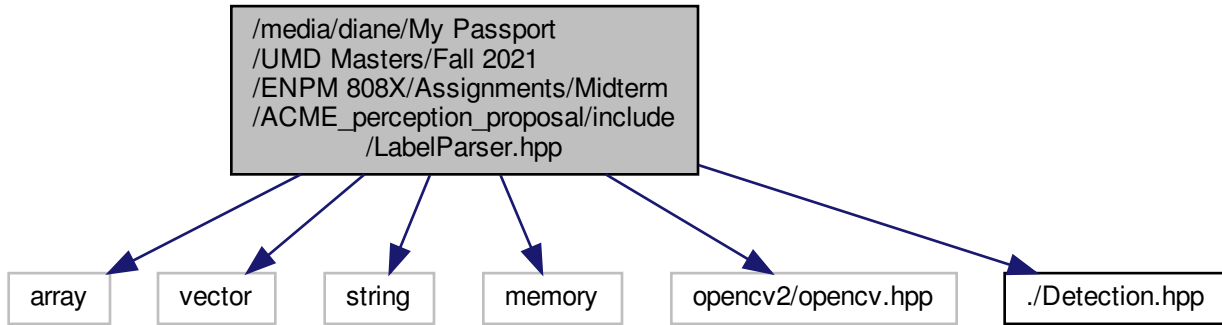 /media/diane/My Passport
/UMD Masters/Fall 2021
/ENPM 808X/Assignments/Midterm
/ACME_perception_proposal/include
/LabelParser.hpp
array
vector
string
memory
opencv2/opencv.hpp
./Detection.hpp